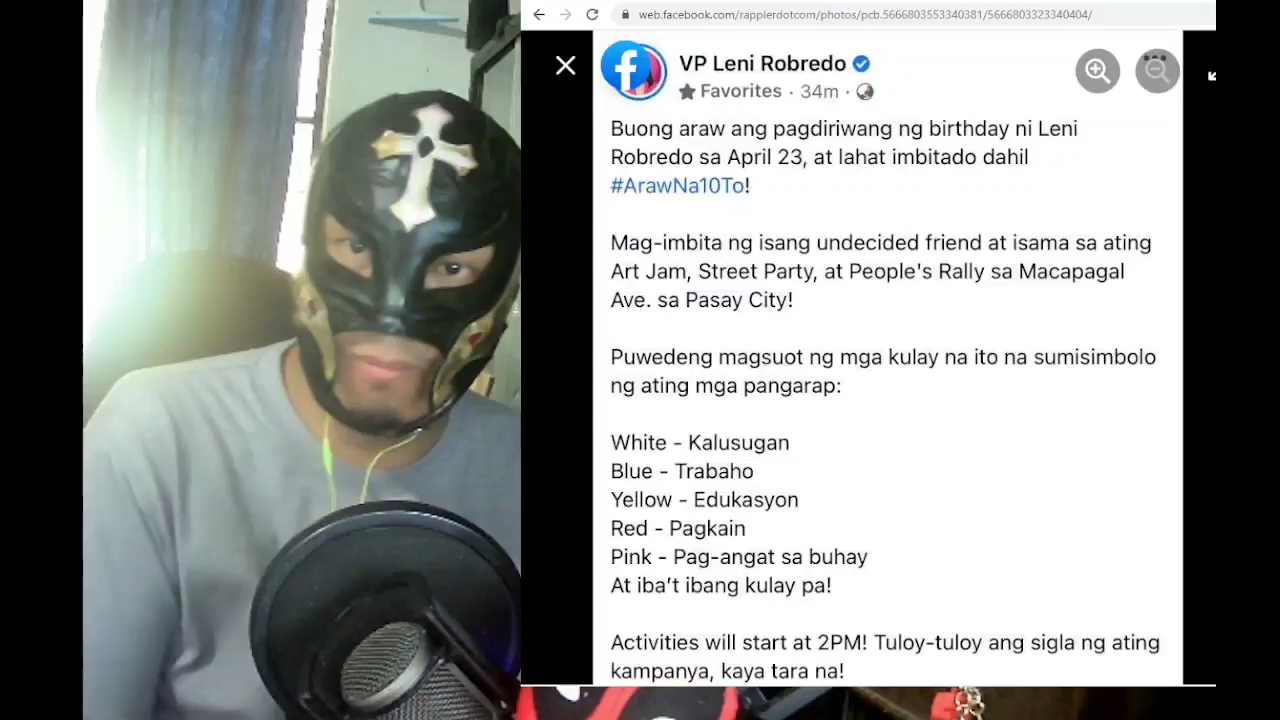 web.facebook.com/rapplerdotcom/photos/pcb.5666803553340381/5666803323340404/
VP Leni Robredo
Favorites · 34m ·
Buong araw ang pagdiriwang ng birthday ni Leni
Robredo sa April 23, at lahat imbitado dahil
#ArawNa10To!
Mag-imbita ng isang undecided friend at isama sa ating
Art Jam, Street Party, at People's Rally sa Macapagal
Ave. sa Pasay City!
Puwedeng magsuot ng mga kulay na ito na sumisimbolo
ng ating mga pangarap:
White - Kalusugan
Blue - Trabaho
Yellow - Edukasyon
Red - Pagkain
Pink - Pag-angat sa buhay
At iba’t ibang kulay pa!
Activities will start at 2PM! Tuloy-tuloy ang sigla ng ating
kampanya, kaya tara na!